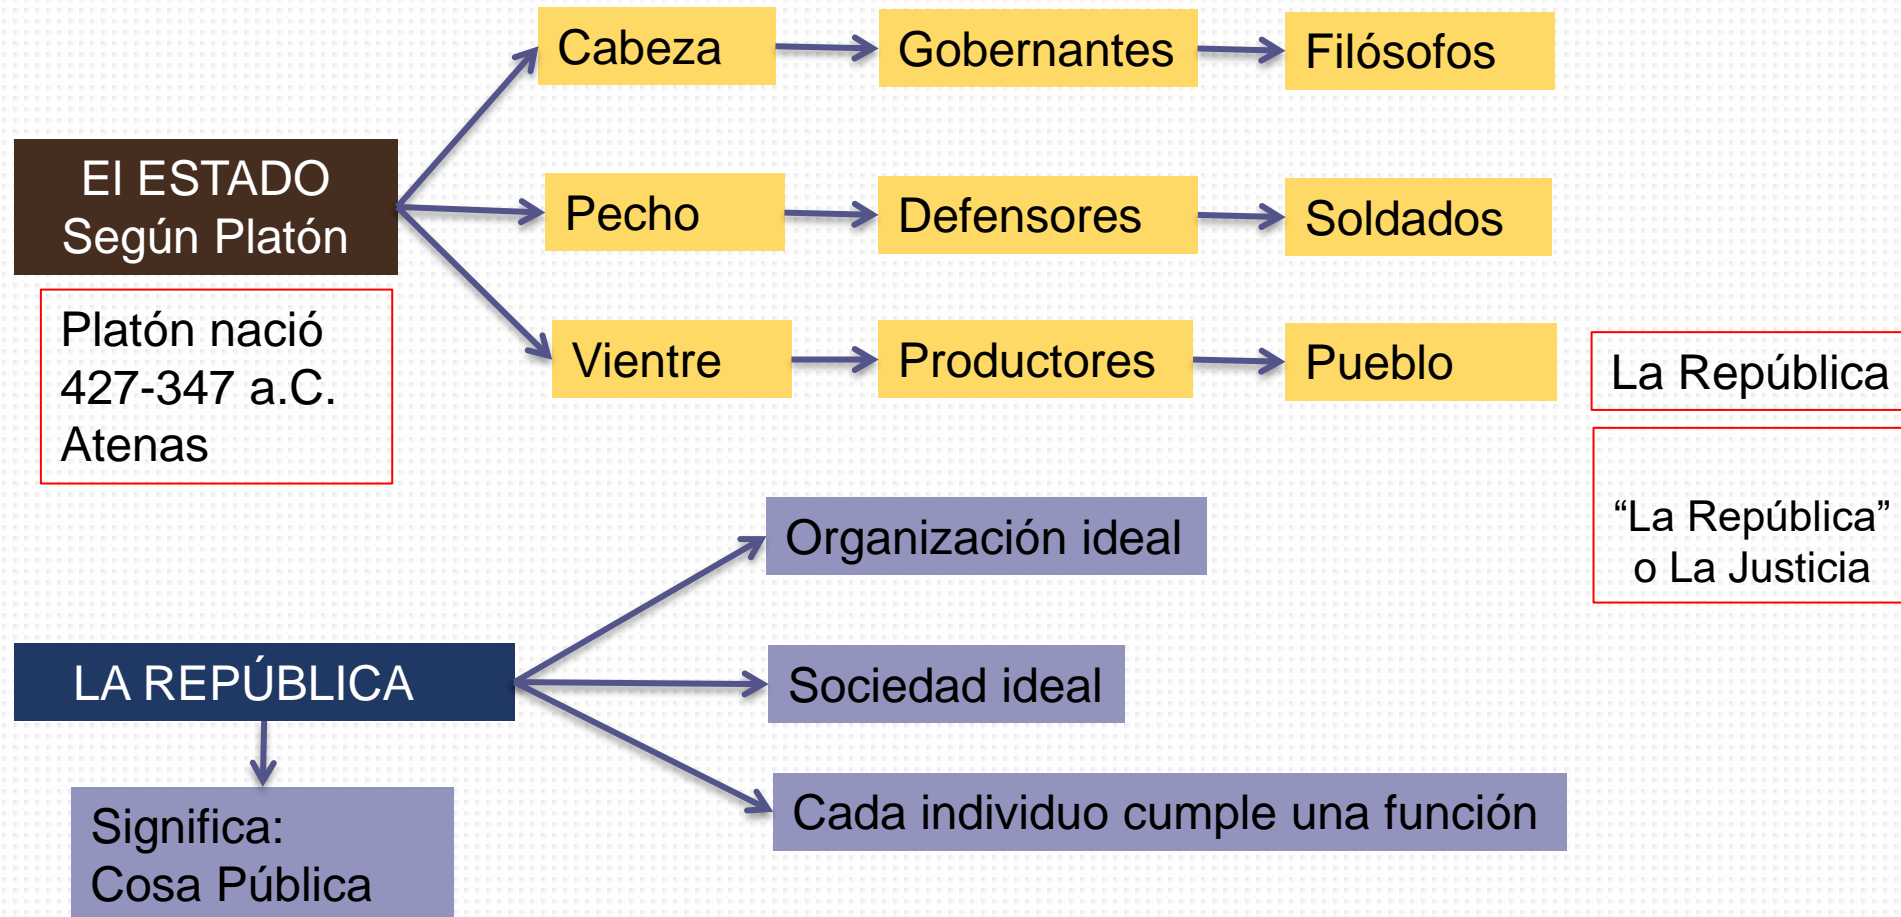 Cabeza
Gobernantes
Filósofos
El ESTADO
Según Platón
Pecho
Defensores
Soldados
Vientre
Productores
Pueblo
Platón nació
427-347 a.C.
Atenas
La República
“La República”
o La Justicia
Organización ideal
LA REPÚBLICA
Sociedad ideal
Cada individuo cumple una función
Significa:
Cosa Pública